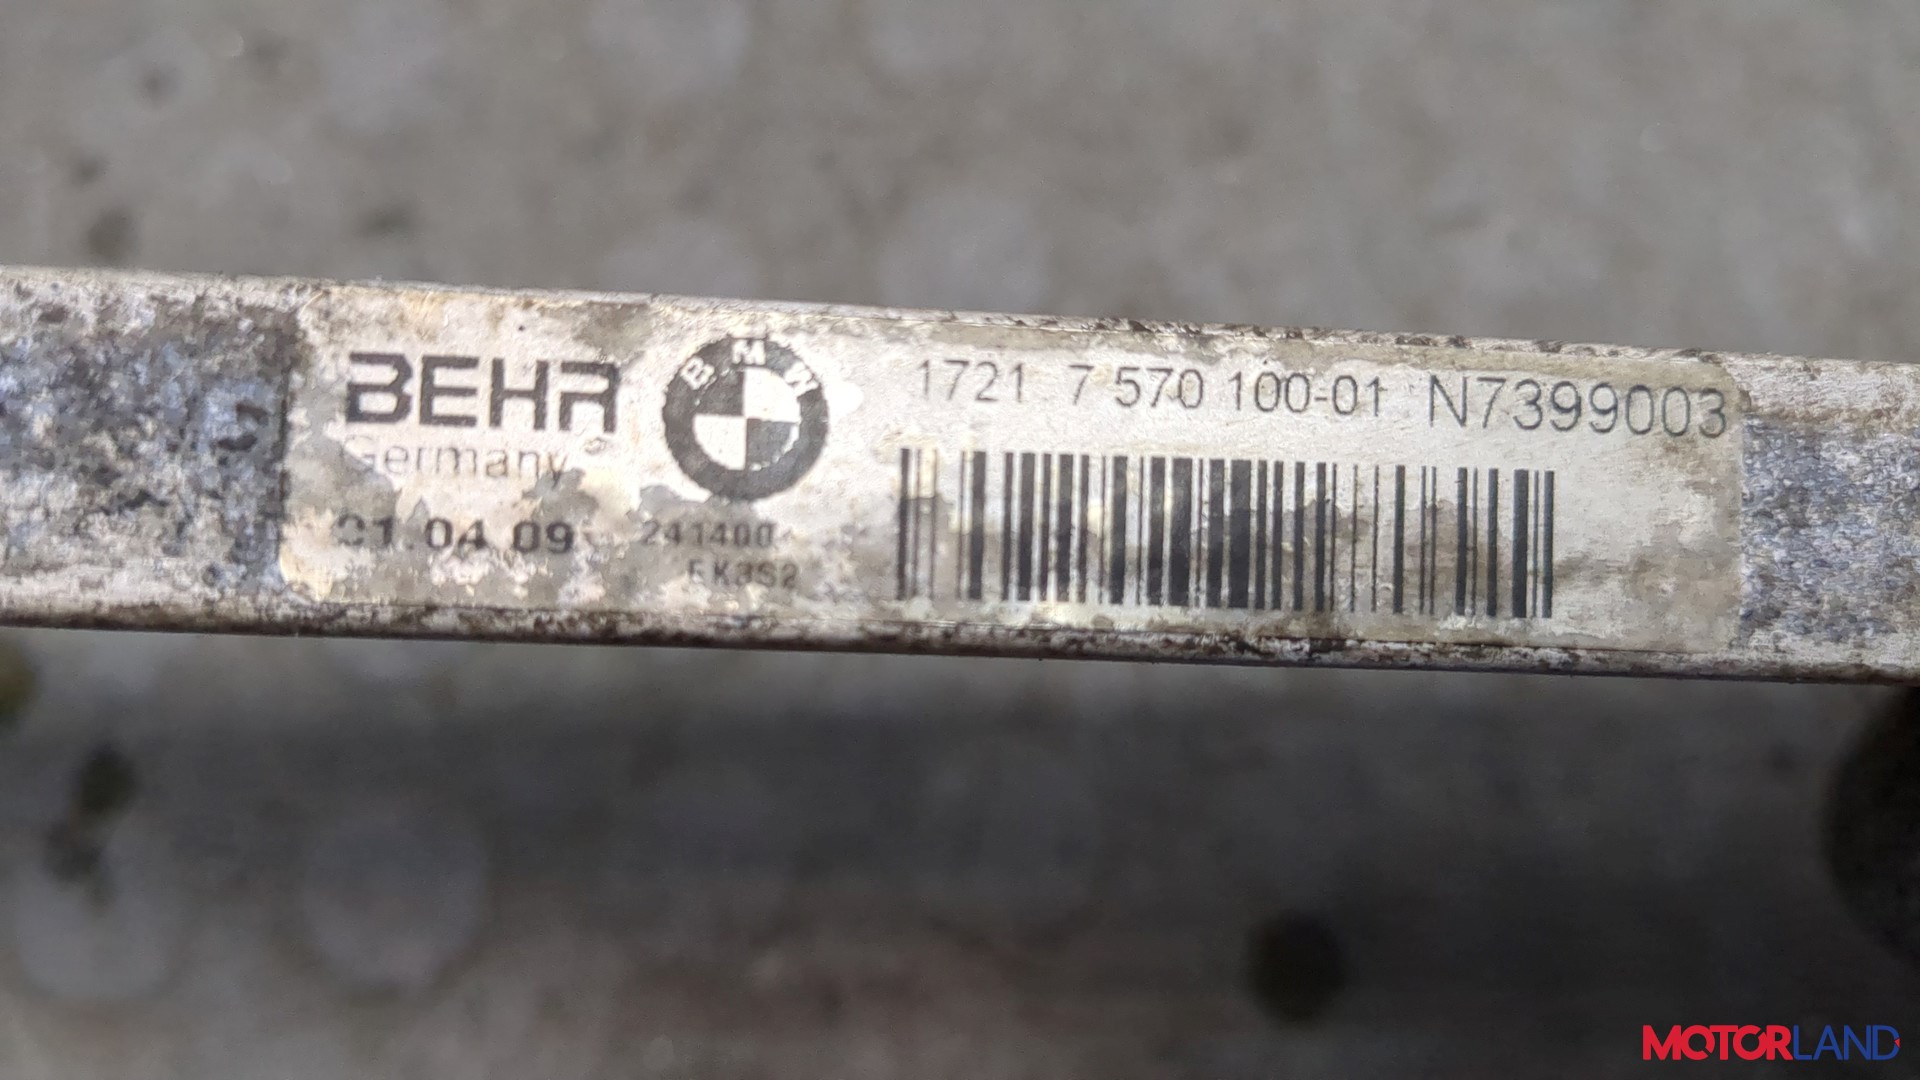 BEHR
Germany
BMW
1721 7 570 100-01 N7399003
01.04 09
241400
EK3S2
MOTORLAND